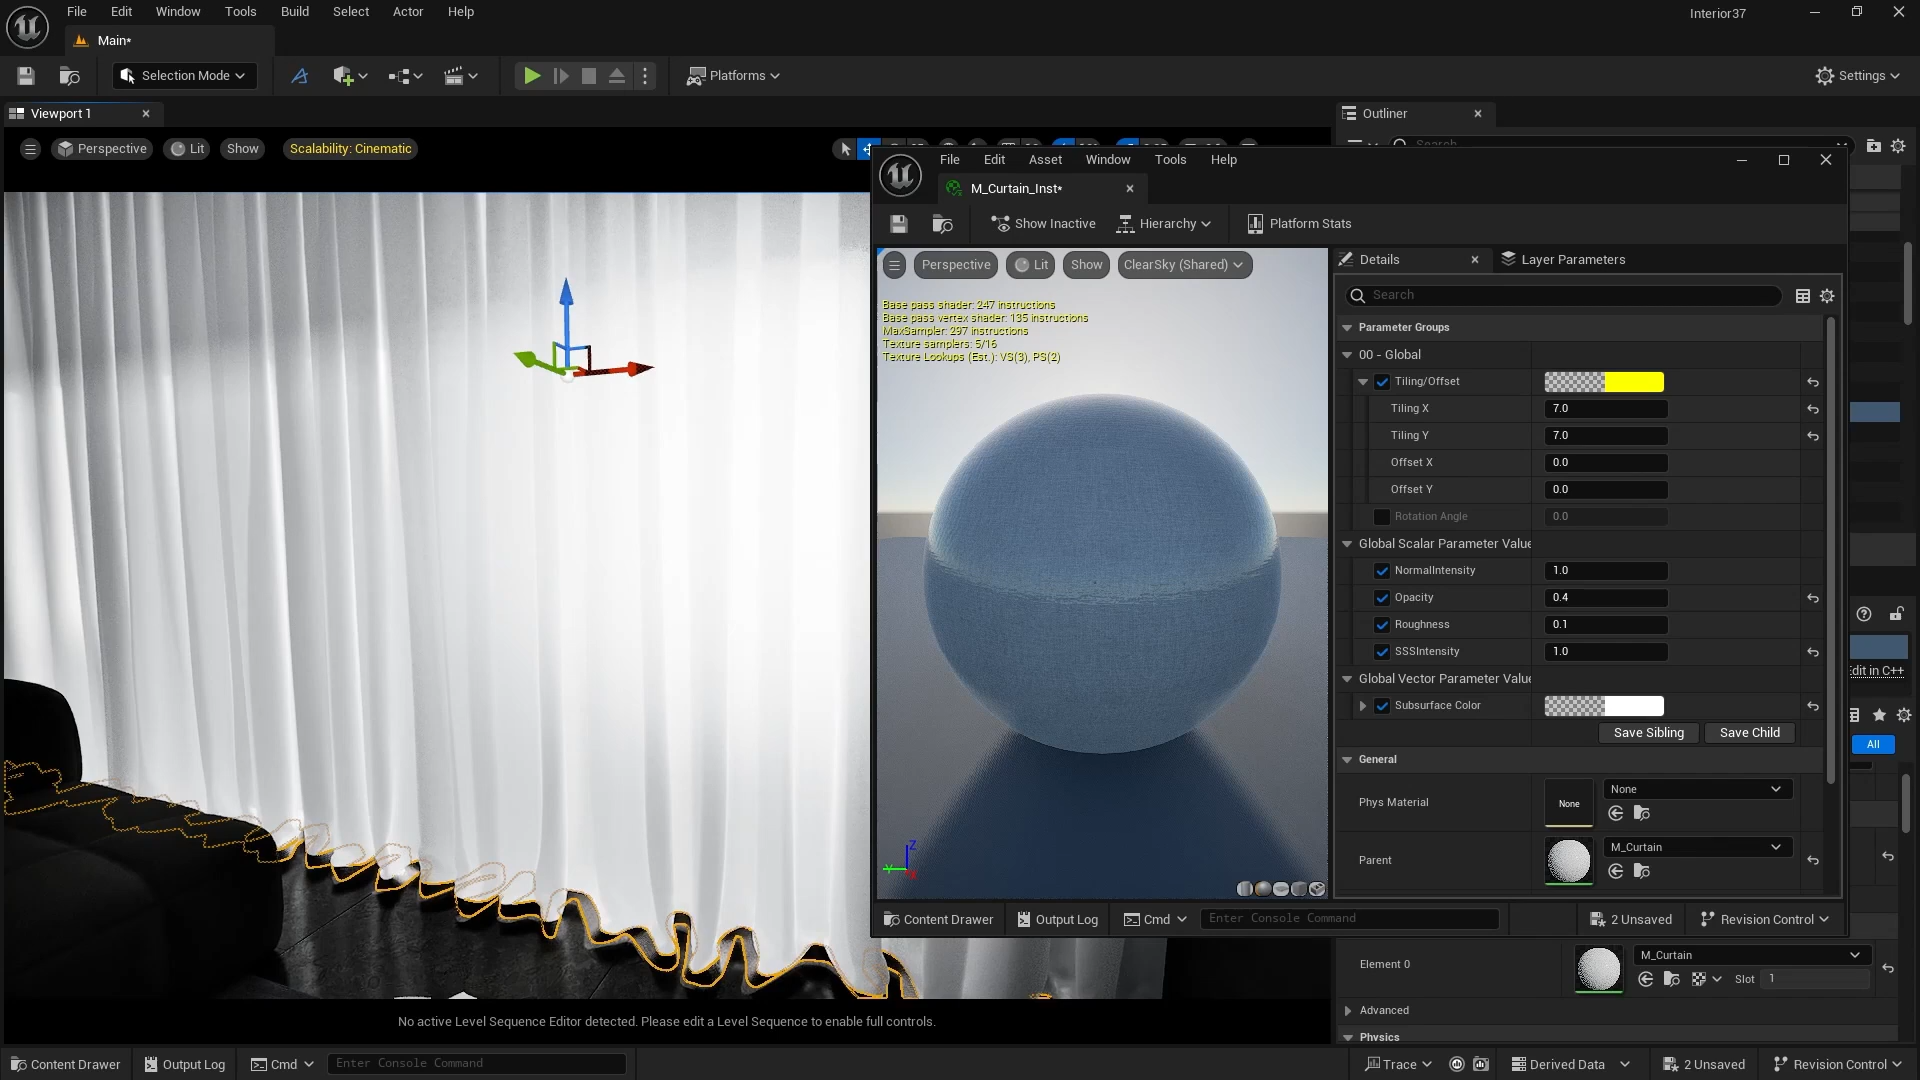 File Edit Window Tools Build Select Actor Help
Interior37
Main*
Selection Mode
Platforms
Settings
Viewport 1
Outliner
Perspective
Lit
Show
Scalability: Cinematic
Search
File Edit Asset Window Tools Help
M_Curtain_Inst*
Show Inactive
Hierarchy
Platform Stats
Perspective
Lit
Show
ClearSky (Shared)
Base pass shader: 247 instructions
Base pass vertex shader: 135 instructions
MaxSampler: 297 instructions
Texture samplers: 5/16
Texture Lookups (Est.): VS(3), PS(2)
Details
Layer Parameters
Search
Parameter Groups
00 - Global
Tiling/Offset
Tiling X 7.0
Tiling Y 7.0
Offset X 0.0
Offset Y 0.0
Rotation Angle 0.0
Global Scalar Parameter Value
NormalIntensity 1.0
Opacity 0.4
Roughness 0.1
SSSIntensity 1.0
Global Vector Parameter Value
Subsurface Color
Save Sibling
Save Child
General
Phys Material
None
None
Parent
M_Curtain
Edit in C++
All
Z
Content Drawer
Output Log
Cmd
Enter Console Command
2 Unsaved
Revision Control
Element 0
M_Curtain
Slot 1
Advanced
Physics
No active Level Sequence Editor detected. Please edit a Level Sequence to enable full controls.
Content Drawer
Output Log
Cmd
Enter Console Command
Trace
Derived Data
2 Unsaved
Revision Control